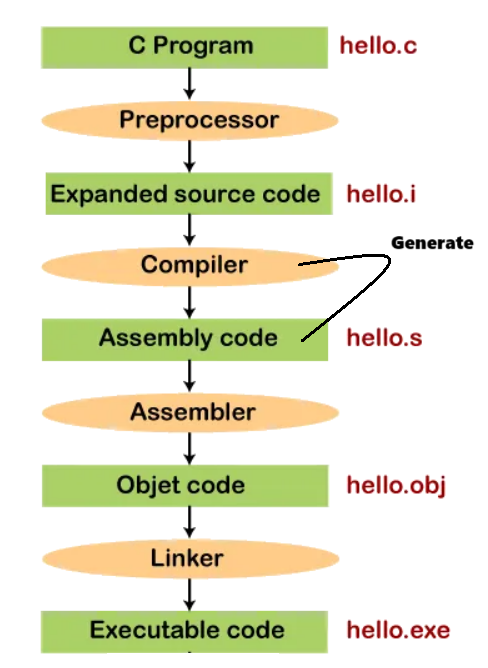 C Program hello.c
Preprocessor
Expanded source code hello.i
Generate
Compiler
Assembly code hello.s
Assembler
Objet code hello.obj
Linker
Executable code hello.exe